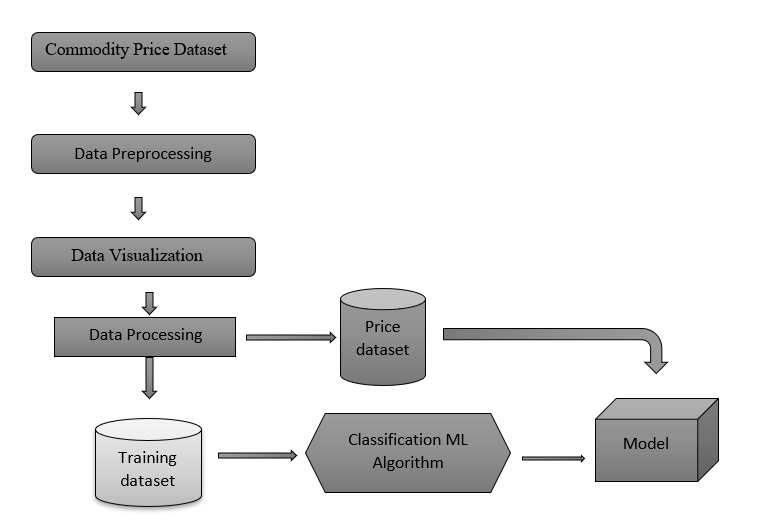 Commodity Price Dataset
Data Preprocessing
Data Visualization
Data Processing
Price
dataset
Training
dataset
Classification ML
Algorithm
Model